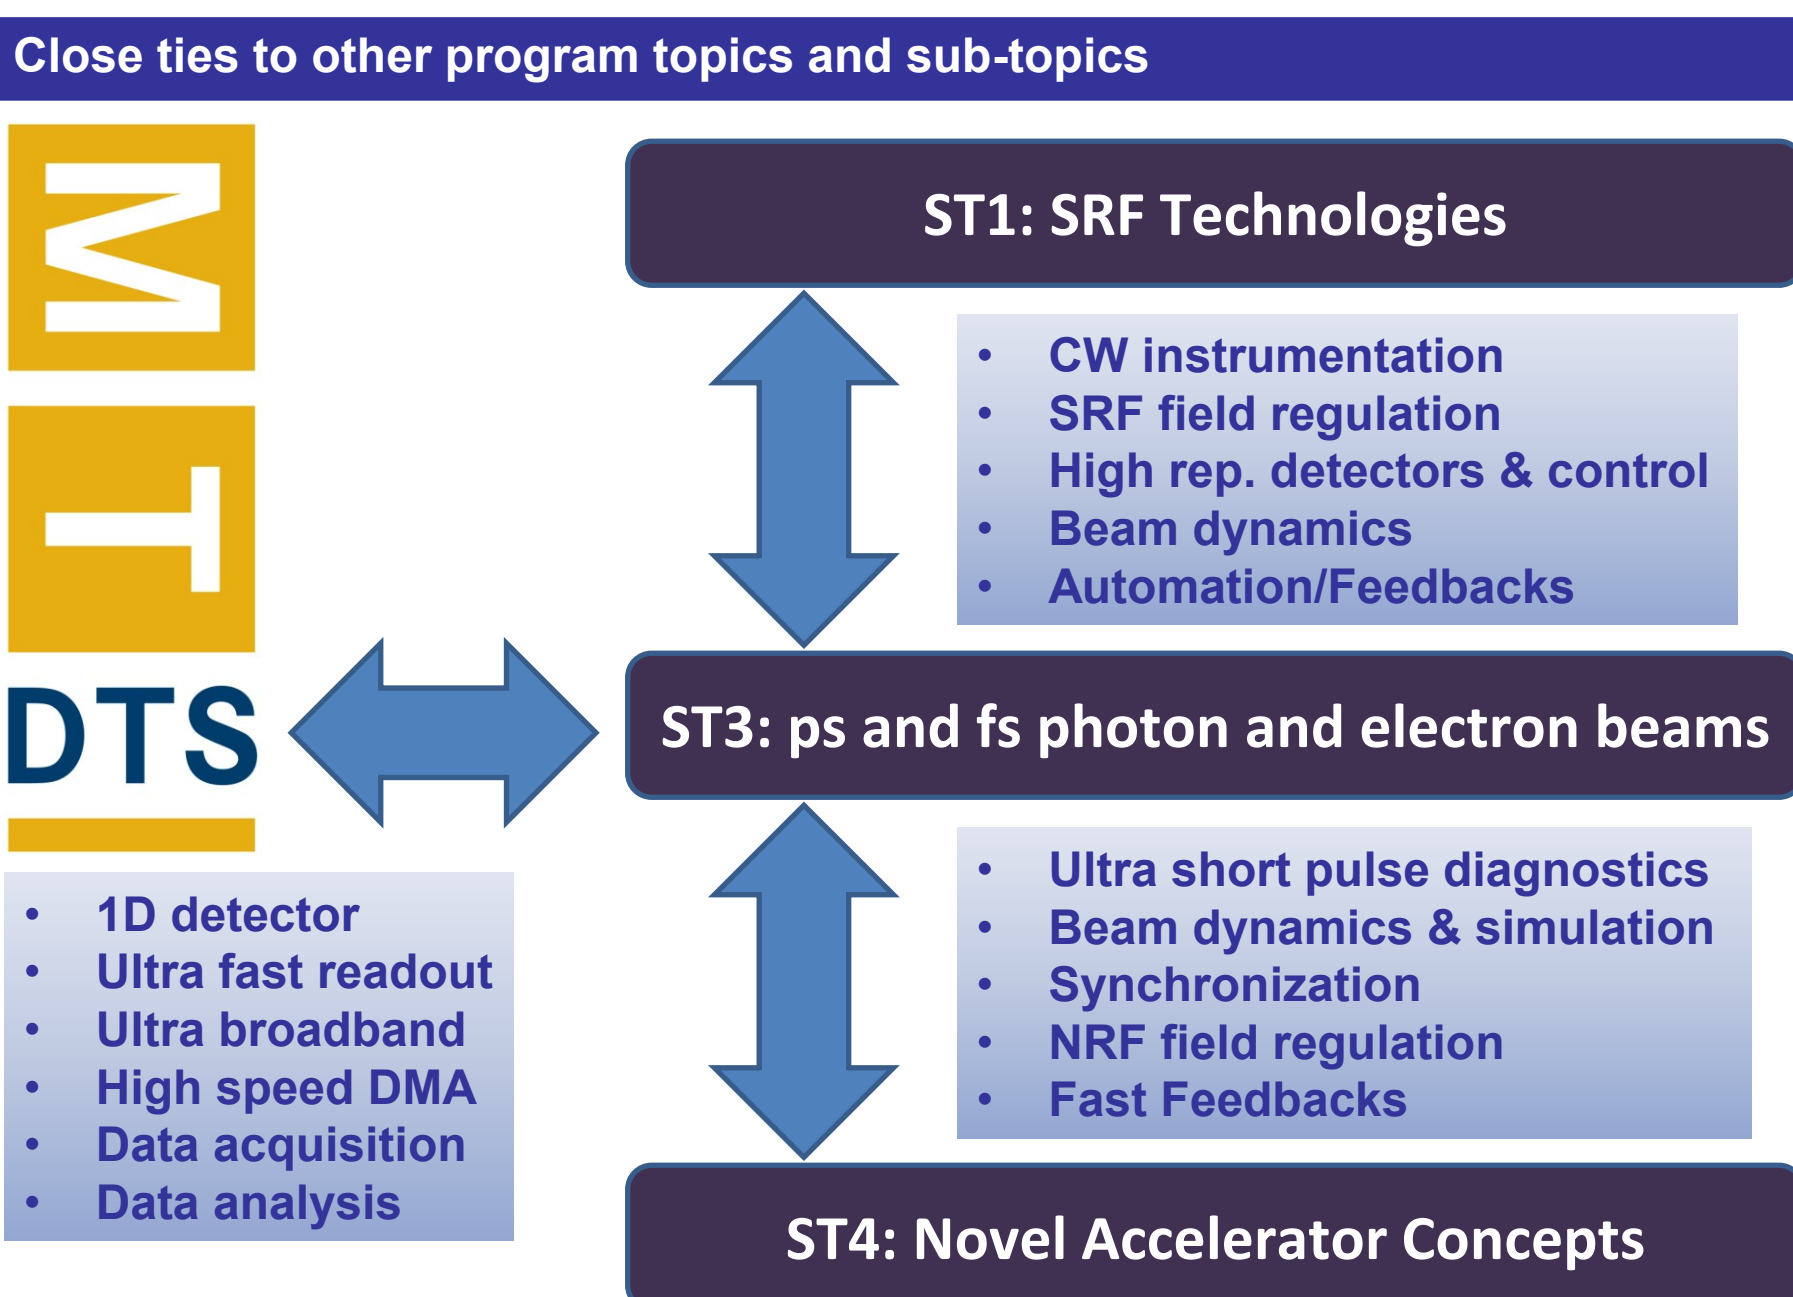 Close ties to other program topics and sub-topics
MT
DTS
• 1D detector
• Ultra fast readout
• Ultra broadband
• High speed DMA
• Data acquisition
• Data analysis
ST1: SRF Technologies
• CW instrumentation
• SRF field regulation
• High rep. detectors & control
• Beam dynamics
• Automation/Feedbacks
ST3: ps and fs photon and electron beams
• Ultra short pulse diagnostics
• Beam dynamics & simulation
• Synchronization
• NRF field regulation
• Fast Feedbacks
ST4: Novel Accelerator Concepts